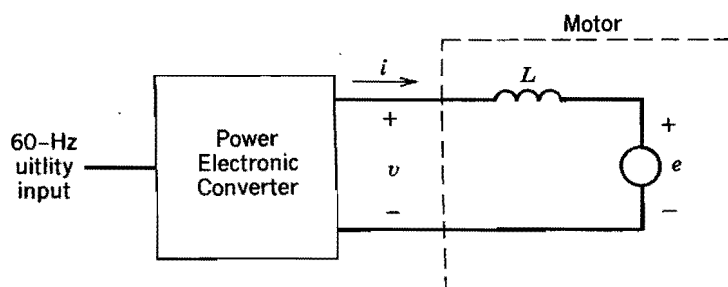 Motor
i
L
60-Hz
uitlity
input
Power
Electronic
Converter
+
v
−
+
e
−